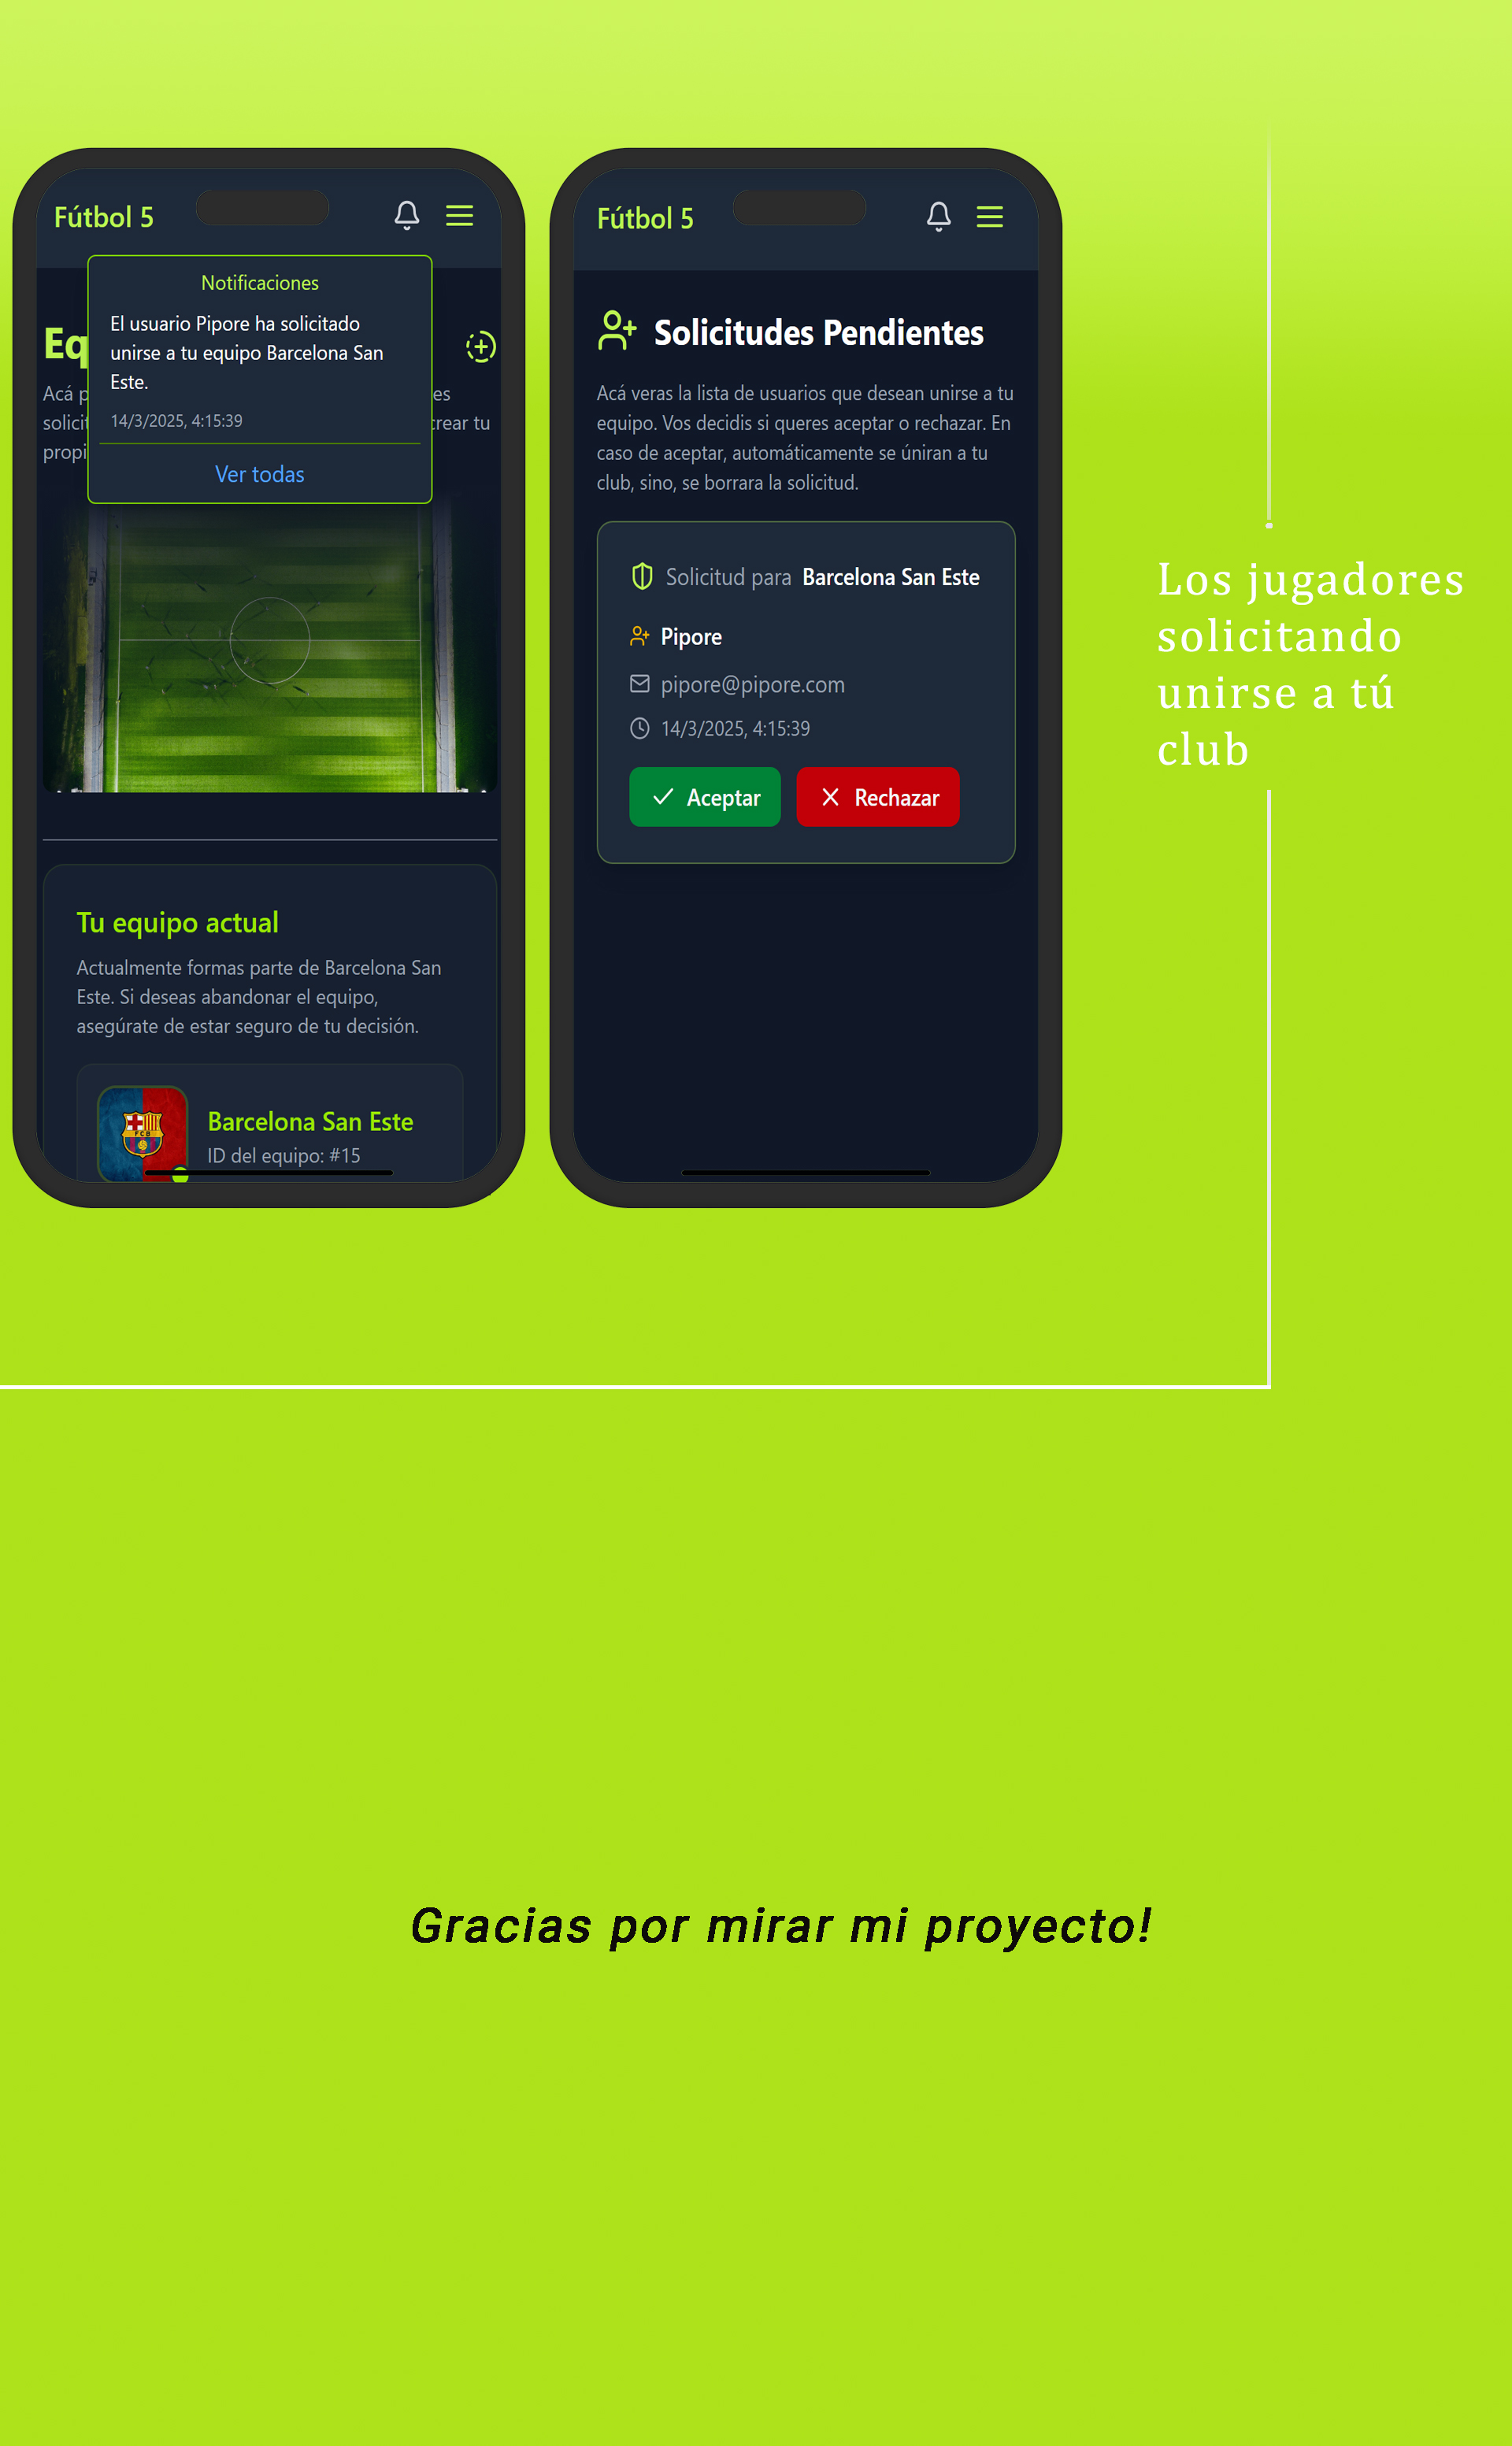 Fútbol 5
Notificaciones
El usuario Pipore ha solicitado
unirse a tu equipo Barcelona San
Este.
14/3/2025, 4:15:39
Ver todas
Eq
Acá p
es
solicit
crear tu
propi
Tu equipo actual
Actualmente formas parte de Barcelona San
Este. Si deseas abandonar el equipo,
asegúrate de estar seguro de tu decisión.
FCB
Barcelona San Este
ID del equipo: #15
Fútbol 5
Solicitudes Pendientes
Acá veras la lista de usuarios que desean unirse a tu
equipo. Vos decidis si queres aceptar o rechazar. En
caso de aceptar, automáticamente se úniran a tu
club, sino, se borrara la solicitud.
Solicitud para Barcelona San Este
Pipore
pipore@pipore.com
14/3/2025, 4:15:39
Aceptar
Rechazar
Los jugadores
solicitando
unirse a tú
club
Gracias por mirar mi proyecto!